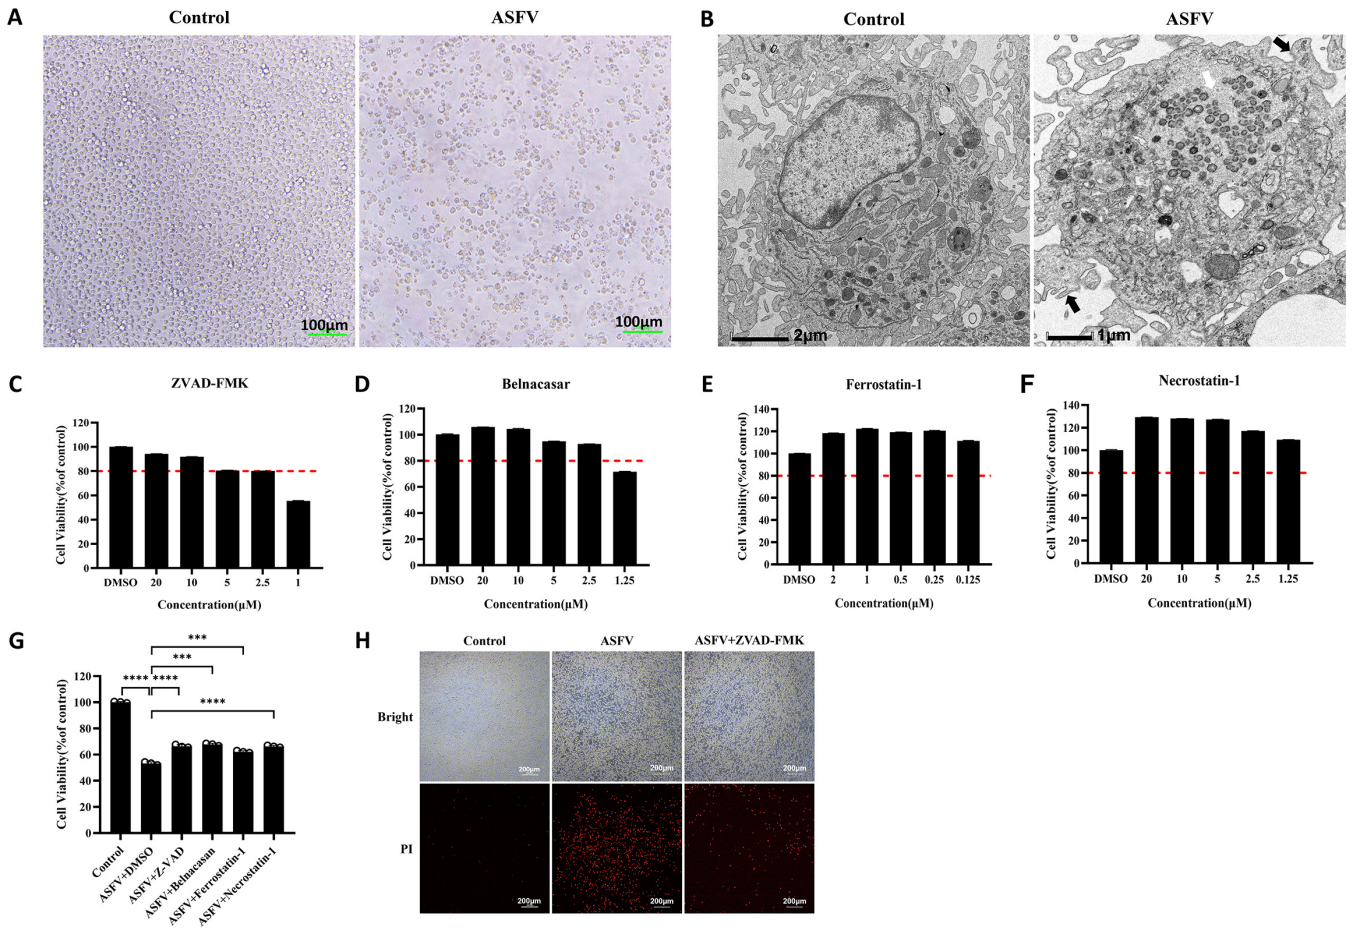 A
Control
ASFV
100μm
100μm
B
Control
ASFV
2μm
1μm
C
ZVAD-FMK
Cell Viability(%of control)
120
100
80
60
40
20
0
DMSO 20 10 5 2.5 1
Concentration(μM)
D
Belnacasar
Cell Viability(%of control)
120
100
80
60
40
20
0
DMSO 20 10 5 2.5 1.25
Concentration(μM)
E
Ferrostatin-1
Cell Viability(%of control)
140
120
100
80
60
40
20
0
DMSO 2 1 0.5 0.25 0.125
Concentration(μM)
F
Necrostatin-1
Cell Viability(%of control)
140
120
100
80
60
40
20
0
DMSO 20 10 5 2.5 1.25
Concentration(μM)
G
***
***
**** ****
****
Cell Viability(%of control)
120
100
80
60
40
20
0
Control
ASFV+DMSO
ASFV+Z-VAD
ASFV+Belnacasan
ASFV+Ferrostatin-1
ASFV+Necrostatin-1
H
Control
ASFV
ASFV+ZVAD-FMK
Bright
200μm
200μm
200μm
PI
200μm
200μm
200μm